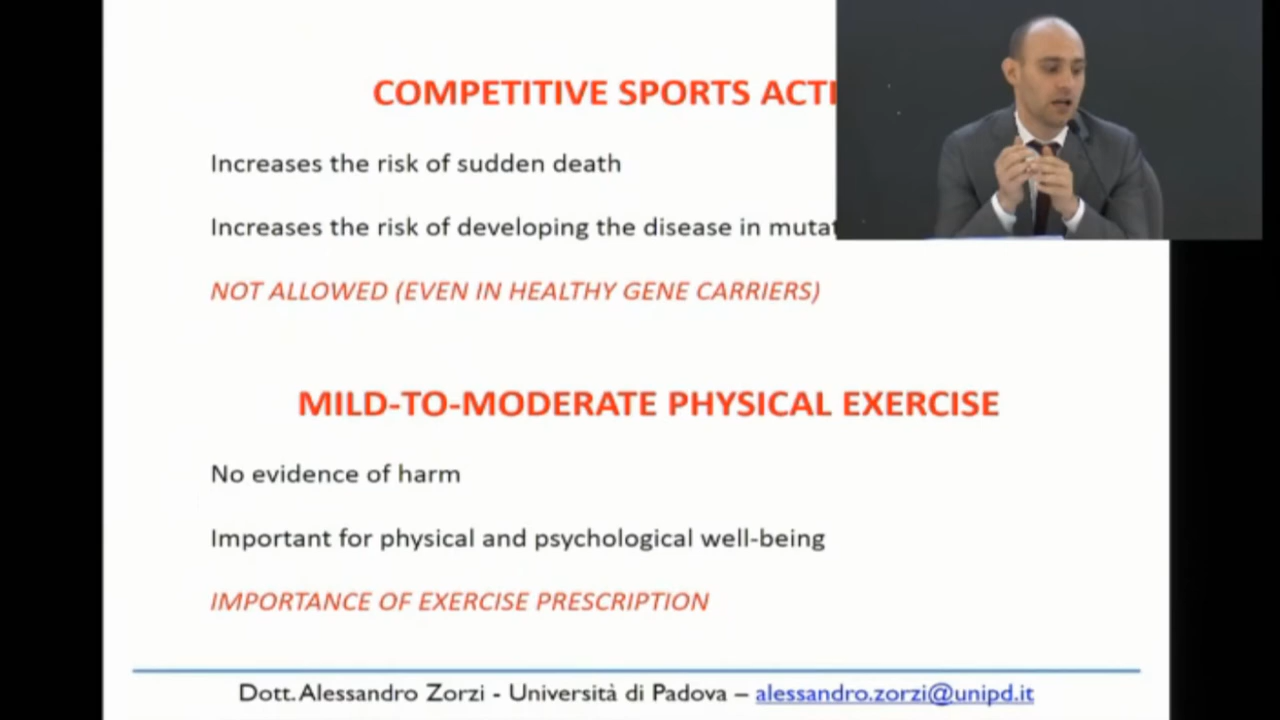 COMPETITIVE SPORTS ACTI
Increases the risk of sudden death
Increases the risk of developing the disease in mutat
NOT ALLOWED (EVEN IN HEALTHY GENE CARRIERS)
MILD-TO-MODERATE PHYSICAL EXERCISE
No evidence of harm
Important for physical and psychological well-being
IMPORTANCE OF EXERCISE PRESCRIPTION
Dott. Alessandro Zorzi - Università di Padova – alessandro.zorzi@unipd.it